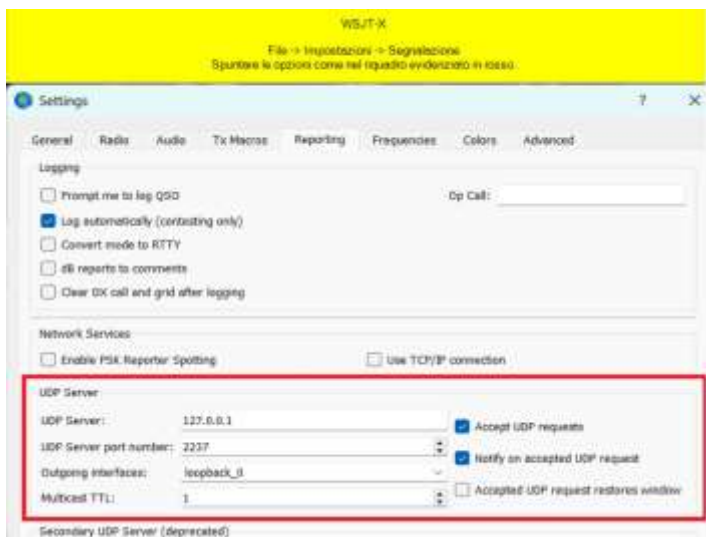 WSJT-X
File -> Impostazioni -> Segnalazione
Spuntare le opzioni come nel riquadro evidenziato in rosso
Settings ? ×
General Radio Audio Tx Macros Reporting Frequencies Colors Advanced
Logging
Prompt me to log QSO Op Call:
Log automatically (contesting only)
Convert mode to RTTY
dB reports to comments
Clear DX call and grid after logging
Network Services
Enable PSK Reporter Spotting Use TCP/IP connection
UDP Server
UDP Server: 127.0.0.1 Accept UDP requests
UDP Server port number: 2237 Notify on accepted UDP request
Outgoing interfaces: loopback_0
Multicast TTL: 1 Accepted UDP request restores window
Secondary UDP Server (deprecated)